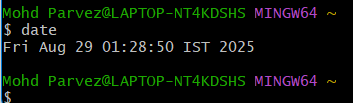 Mohd Parvez@LAPTOP-NT4KDSHS MINGW64 ~
$ date
Fri Aug 29 01:28:50 IST 2025
Mohd Parvez@LAPTOP-NT4KDSHS MINGW64 ~
$